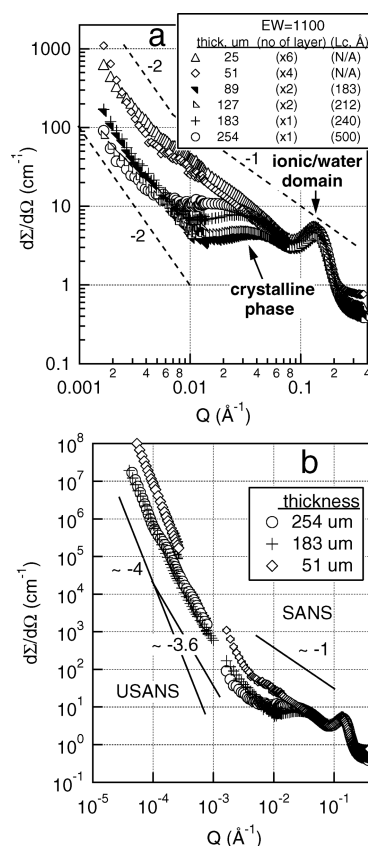 a
EW=1100
thick, um (no of layer) (Lc, Å)
25 (x6) (N/A)
51 (x4) (N/A)
89 (x2) (183)
127 (x2) (212)
183 (x1) (240)
254 (x1) (500)
-2
-1
ionic/water
domain
-2
crystalline
phase
1000
100
10
1
0.1
dΣ/dΩ (cm⁻¹)
0.001 2 4 6 8 0.01 2 4 6 8 0.1 2
Q (Å⁻¹)
b
thickness
254 um
183 um
51 um
~ -4
~ -3.6
SANS
~ -1
USANS
10⁸
10⁷
10⁶
10⁵
10⁴
10³
10²
10¹
10⁰
10⁻¹
dΣ/dΩ (cm⁻¹)
10⁻⁵ 10⁻⁴ 10⁻³ 10⁻² 10⁻¹
Q (Å⁻¹)